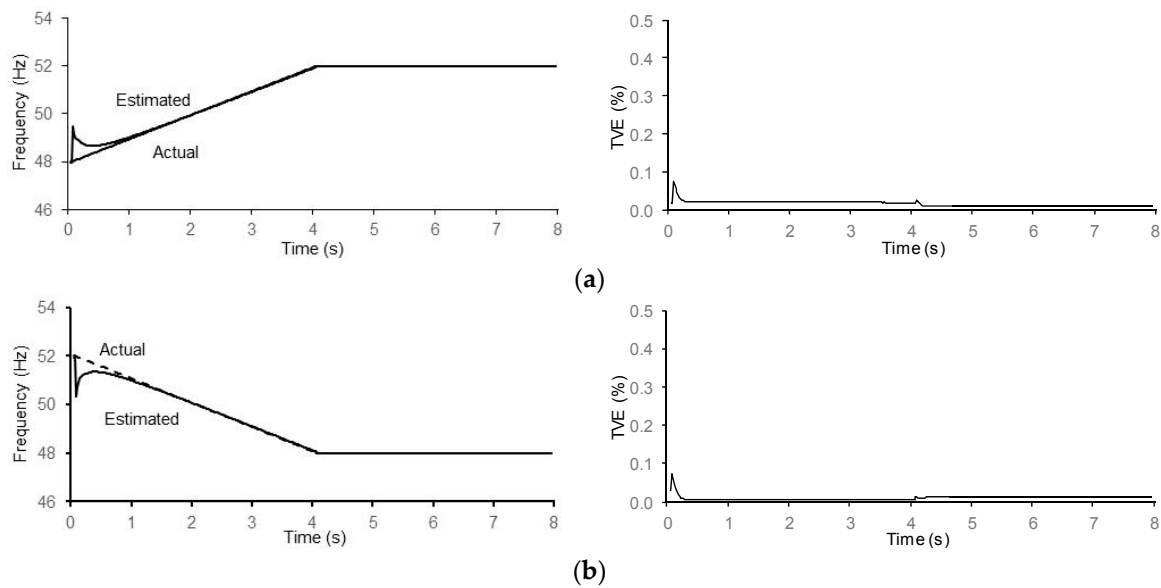 54
52
50
48
46
Frequency (Hz)
Estimated
Actual
0 1 2 3 4 5 6 7 8
Time (s)
0.5
0.4
0.3
0.2
0.1
0.0
TVE (%)
0 1 2 3 4 5 6 7 8
Time (s)
(a)
54
52
50
48
46
Frequency (Hz)
Actual
Estimated
0 1 2 3 4 5 6 7 8
Time (s)
0.5
0.4
0.3
0.2
0.1
0.0
TVE (%)
0 1 2 3 4 5 6 7 8
Time (s)
(b)